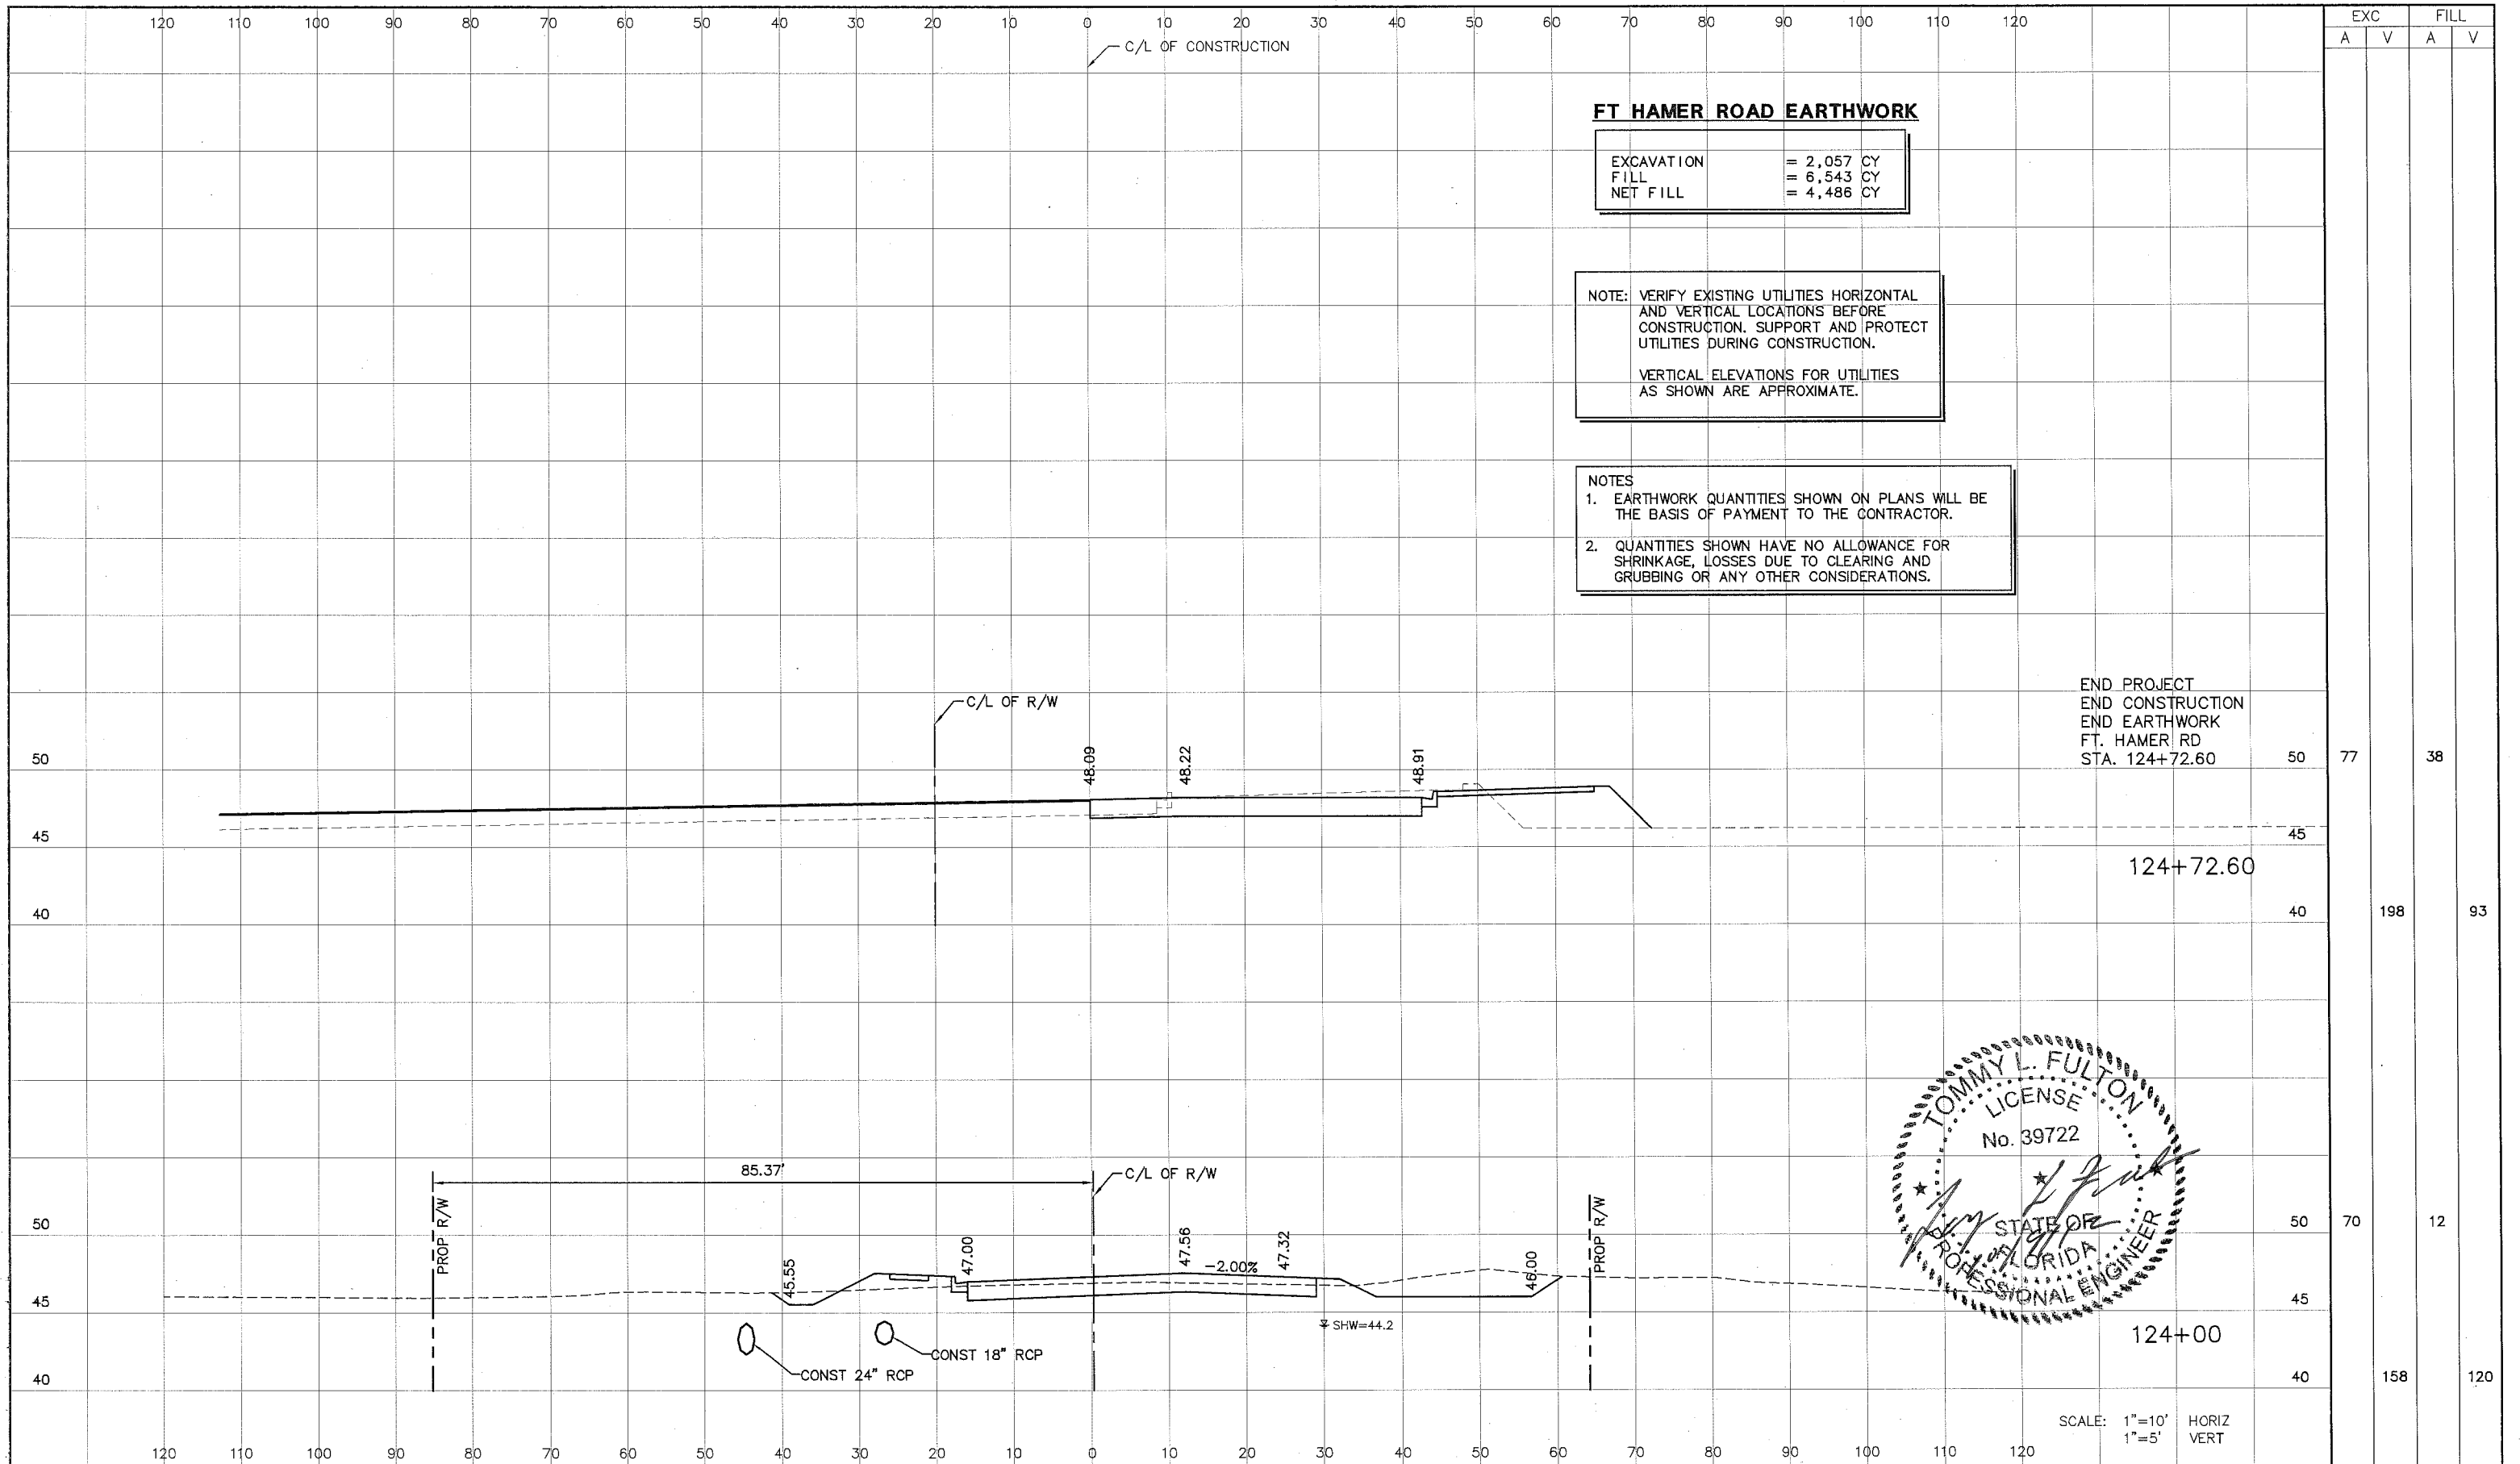 120 110 100 90 80 70 60 50 40 30 20 10 0 10 20 30 40 50 60 70 80 90 100 110 120
EXC FILL
A V A V
C/L OF CONSTRUCTION
FT HAMER ROAD EARTHWORK
EXCAVATION = 2,057 CY
FILL = 6,543 CY
NET FILL = 4,486 CY
NOTE: VERIFY EXISTING UTILITIES HORIZONTAL
AND VERTICAL LOCATIONS BEFORE
CONSTRUCTION. SUPPORT AND PROTECT
UTILITIES DURING CONSTRUCTION.
VERTICAL ELEVATIONS FOR UTILITIES
AS SHOWN ARE APPROXIMATE.
NOTES
1. EARTHWORK QUANTITIES SHOWN ON PLANS WILL BE
THE BASIS OF PAYMENT TO THE CONTRACTOR.
2. QUANTITIES SHOWN HAVE NO ALLOWANCE FOR
SHRINKAGE, LOSSES DUE TO CLEARING AND
GRUBBING OR ANY OTHER CONSIDERATIONS.
END PROJECT
END CONSTRUCTION
END EARTHWORK
FT. HAMER RD
STA. 124+72.60
C/L OF R/W
48.09
48.22
48.91
50 50 77 38
45 45
124+72.60
40 40 198 93
TOMMY L. FULTON
LICENSE
No. 39722
STATE OF
FLORIDA
PROFESSIONAL ENGINEER
85.37'
C/L OF R/W
PROP R/W
PROP R/W
45.55
47.00
47.56
-2.00%
47.32
46.00
50 50 70 12
45 45
SHW=44.2
124+00
CONST 18" RCP
CONST 24" RCP
40 40 158 120
SCALE: 1"=10' HORIZ
1"=5' VERT
120 110 100 90 80 70 60 50 40 30 20 10 0 10 20 30 40 50 60 70 80 90 100 110 120